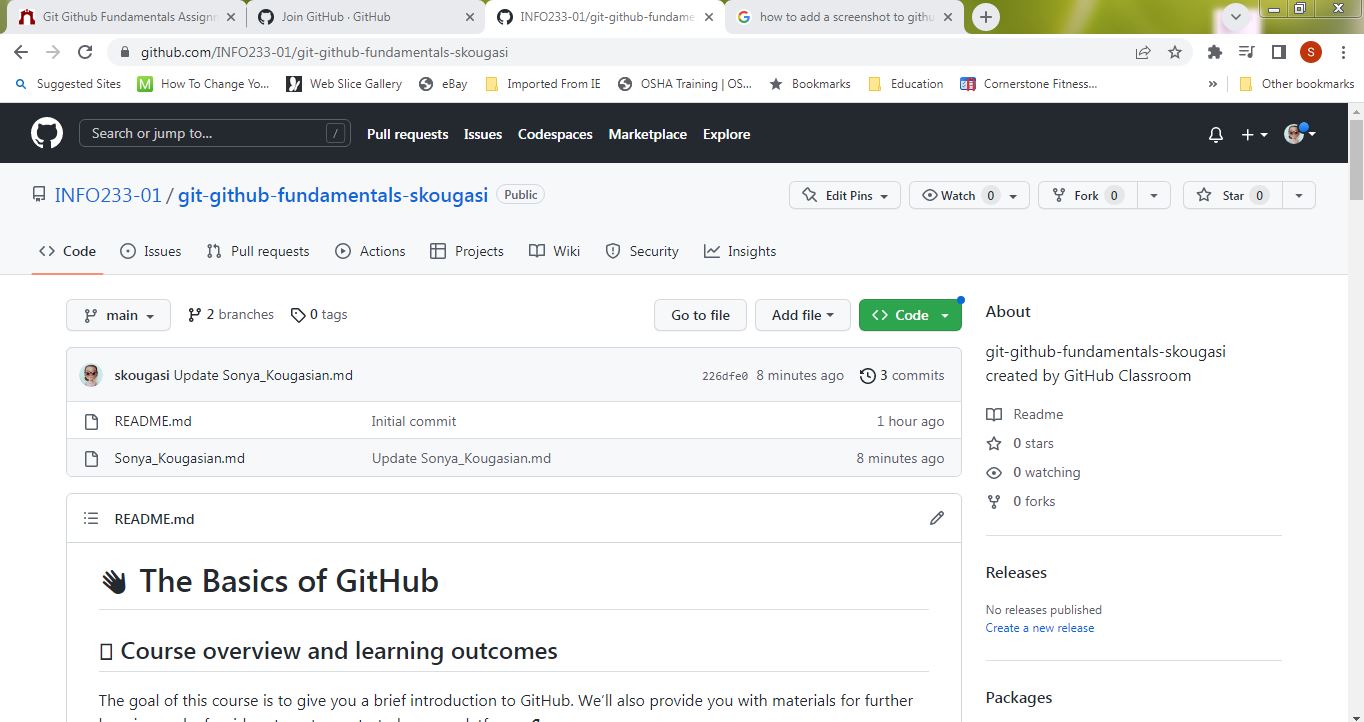 Git Github Fundamentals Assignm
Join GitHub · GitHub
INFO233-01/git-github-fundame
how to add a screenshot to githu
github.com/INFO233-01/git-github-fundamentals-skougasi
S
Suggested Sites
M How To Change Yo...
Web Slice Gallery
eBay
Imported From IE
OSHA Training | OS...
Bookmarks
Education
Cornerstone Fitness...
»
Other bookmarks
Search or jump to...
/
Pull requests
Issues
Codespaces
Marketplace
Explore
INFO233-01 / git-github-fundamentals-skougasi
Public
Edit Pins
Watch 0
Fork 0
Star 0
Code
Issues
Pull requests
Actions
Projects
Wiki
Security
Insights
main
2 branches
0 tags
Go to file
Add file
Code
About
git-github-fundamentals-skougasi
created by GitHub Classroom
skougasi Update Sonya_Kougasian.md
226dfe0 8 minutes ago
3 commits
README.md
Initial commit
1 hour ago
Sonya_Kougasian.md
Update Sonya_Kougasian.md
8 minutes ago
Readme
0 stars
0 watching
0 forks
README.md
The Basics of GitHub
Releases
No releases published
Create a new release
Course overview and learning outcomes
The goal of this course is to give you a brief introduction to GitHub. We'll also provide you with materials for further
Packages